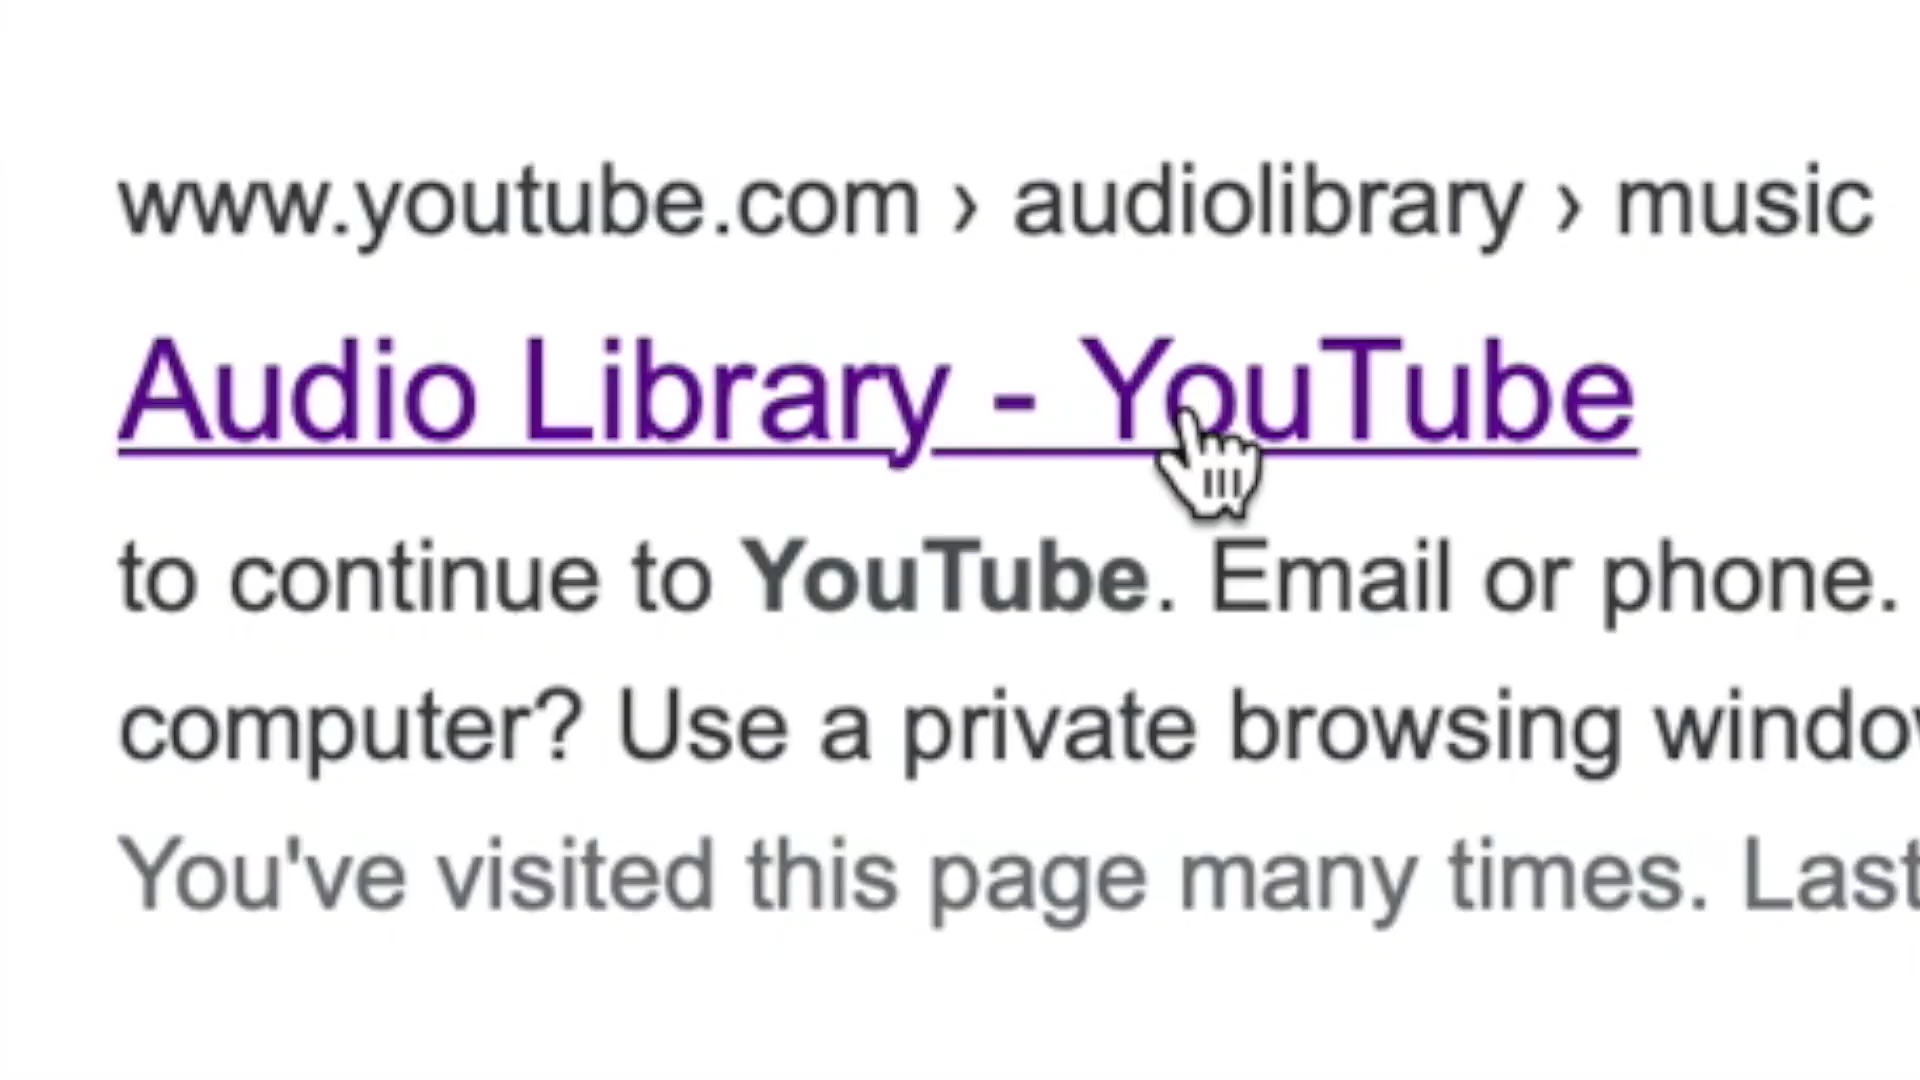 www.youtube.com › audiolibrary › music
Audio Library - YouTube
to continue to YouTube. Email or phone.
computer? Use a private browsing
You've visited this page many times. Last